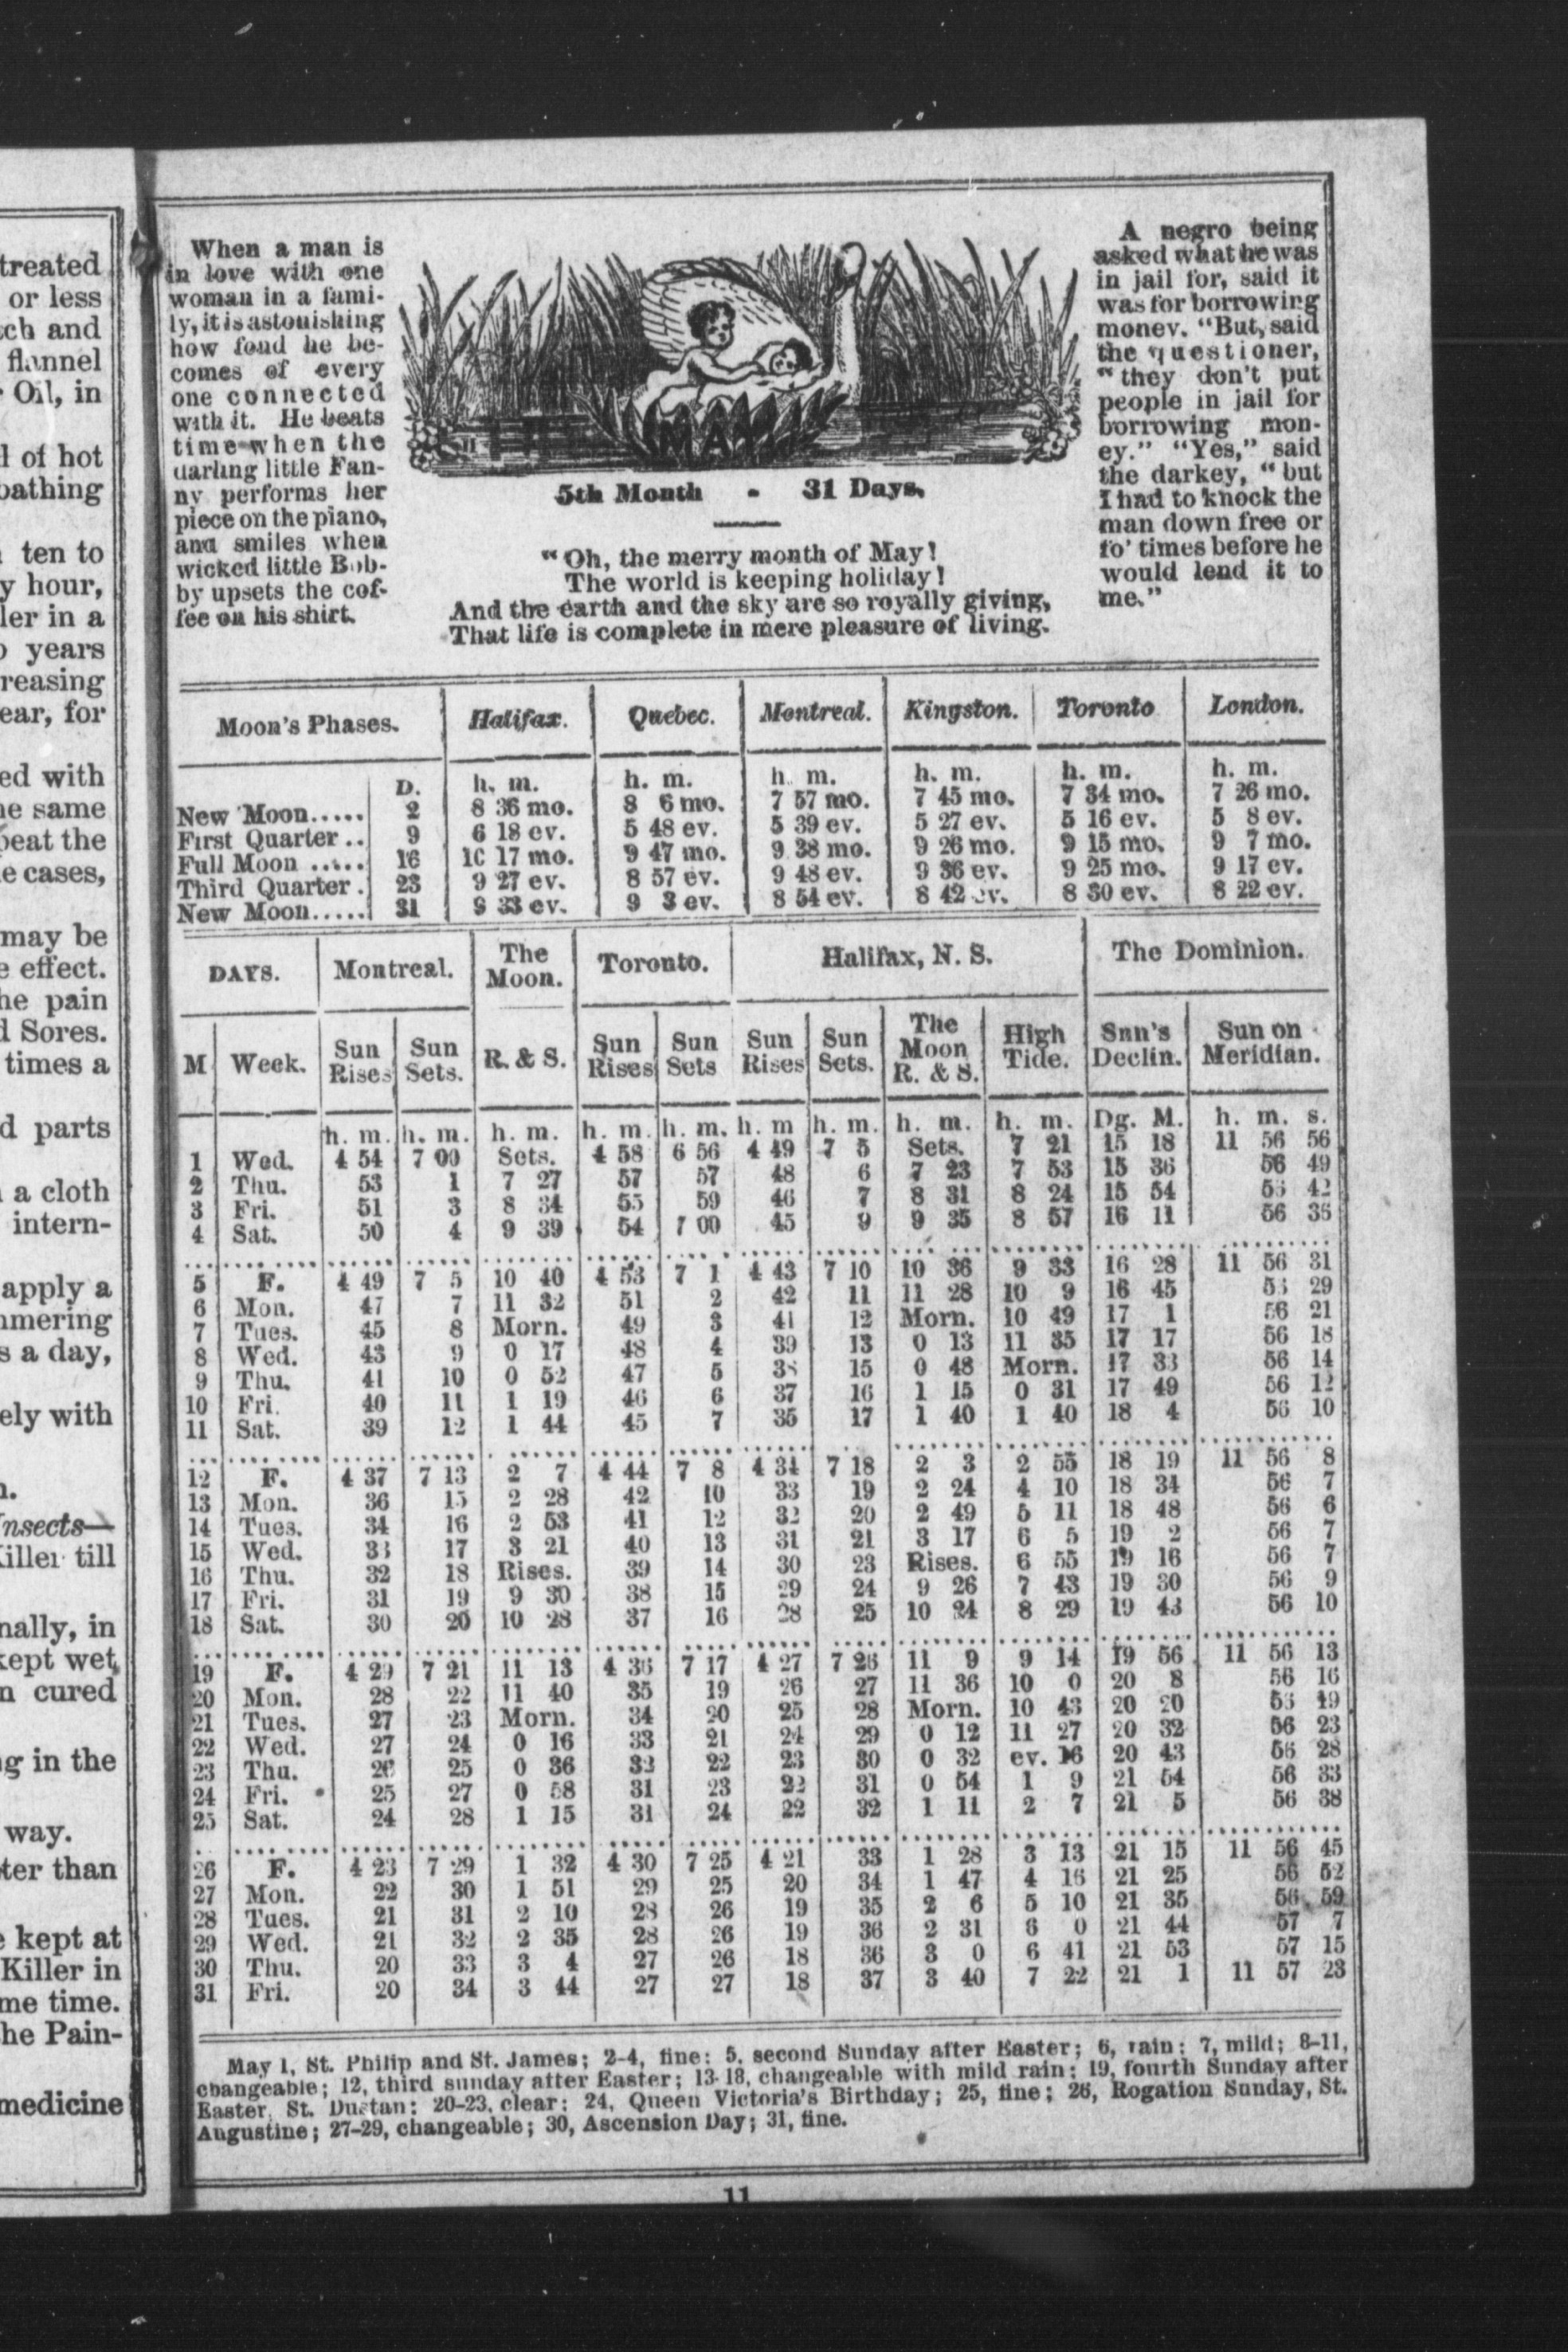 treated
or less
tch and
flannel
Oil, in
d of hot
bathing
ten to
y hour,
ler in a
years
reasing
ear, for
ed with
he same
peat the
e cases,
may be
e effect.
he pain
d Sores.
times a
d parts
a cloth
intern-
apply a
mmering
s a day,
ely with
nsects—
Killer till
nally, in
kept wet,
n cured
ng in the
way.
ter than
e kept at
Killer in
me time.
he Pain-
medicine
When a man is
in love with one
woman in a fami-
ly, it is astonishing
how fond he be-
comes of every
one connected
with it. He beats
time when the
darling little Fan-
ny performs her
piece on the piano,
and smiles when
wicked little Bob-
by upsets the cof-
fee on his shirt.
MAY
5th Month - 31 Days.
"Oh, the merry month of May!
The world is keeping holiday!
And the earth and the sky are so royally giving,
That life is complete in mere pleasure of living.
A negro being
asked what he was
in jail for, said it
was for borrowing
money. "But, said
the questioner,
"they don't put
people in jail for
borrowing mon-
ey." "Yes," said
the darkey, "but
I had to knock the
man down free or
fo' times before he
would lend it to
me."
Moon's Phases. Halifax. Quebec. Montreal. Kingston. Toronto London.
D. h. m. h. m. h. m. h. m. h. m. h. m.
New Moon..... 2 8 36 mo. 8 6 mo. 7 57 mo. 7 45 mo. 7 34 mo. 7 26 mo.
First Quarter .. 9 6 18 ev. 5 48 ev. 5 39 ev. 5 27 ev. 5 16 ev. 5 8 ev.
Full Moon ..... 16 10 17 mo. 9 47 mo. 9 38 mo. 9 26 mo. 9 15 mo. 9 7 mo.
Third Quarter . 23 9 27 ev. 8 57 ev. 9 48 ev. 9 36 ev. 9 25 mo. 9 17 ev.
New Moon..... 31 9 33 ev. 9 3 ev. 8 54 ev. 8 42 ev. 8 30 ev. 8 22 ev.
DAYS. Montreal. The Moon. Toronto. Halifax, N. S. The Dominion.
M Week. Sun Rises Sun Sets. R. & S. Sun Rises Sun Sets Sun Rises Sun Sets. The Moon R. & S. High Tide. Sun's Declin. Sun on Meridian.
h. m. h. m. h. m. h. m. h. m. h. m h. m. h. m. h. m. Dg. M. h. m. s.
1 Wed. 4 54 7 00 Sets. 4 58 6 56 4 49 7 5 Sets. 7 21 15 18 11 56 56
2 Thu. 53 1 7 27 57 57 48 6 7 23 7 53 15 36 56 49
3 Fri. 51 3 8 34 55 59 46 7 8 31 8 24 15 54 56 42
4 Sat. 50 4 9 39 54 7 00 45 9 9 35 8 57 16 11 56 36
5 F. 4 49 7 5 10 40 4 53 7 1 4 43 7 10 10 36 9 33 16 28 11 56 31
6 Mon. 47 7 11 32 51 2 42 11 11 28 10 9 16 45 56 29
7 Tues. 45 8 Morn. 49 3 41 12 Morn. 10 49 17 1 56 21
8 Wed. 43 9 0 17 48 4 39 13 0 13 11 35 17 17 56 18
9 Thu. 41 10 0 52 47 5 38 15 0 48 Morn. 17 33 56 14
10 Fri. 40 11 1 19 46 6 37 16 1 15 0 31 17 49 56 12
11 Sat. 39 12 1 44 45 7 35 17 1 40 1 40 18 4 56 10
12 F. 4 37 7 13 2 7 4 44 7 8 4 34 7 18 2 3 2 55 18 19 11 56 8
13 Mon. 36 15 2 28 42 10 33 19 2 24 4 10 18 34 56 7
14 Tues. 34 16 2 53 41 12 32 20 2 49 5 11 18 48 56 6
15 Wed. 33 17 3 21 40 13 31 21 3 17 6 5 19 2 56 7
16 Thu. 32 18 Rises. 39 14 30 23 Rises. 6 55 19 16 56 7
17 Fri. 31 19 9 30 38 15 29 24 9 26 7 43 19 30 56 9
18 Sat. 30 20 10 28 37 16 28 25 10 24 8 29 19 43 56 10
19 F. 4 29 7 21 11 13 4 36 7 17 4 27 7 26 11 9 9 14 19 56 11 56 13
20 Mon. 28 22 11 40 35 19 26 27 11 36 10 0 20 8 56 16
21 Tues. 27 23 Morn. 34 20 25 28 Morn. 10 43 20 20 56 19
22 Wed. 27 24 0 16 33 21 24 29 0 12 11 27 20 32 56 23
23 Thu. 26 25 0 36 32 22 23 30 0 32 ev. 16 20 43 56 28
24 Fri. 25 27 0 58 31 23 22 31 0 54 1 9 21 54 56 33
25 Sat. 24 28 1 15 31 24 22 32 1 11 2 7 21 5 56 38
26 F. 4 23 7 29 1 32 4 30 7 25 4 21 33 1 28 3 13 21 15 11 56 45
27 Mon. 22 30 1 51 29 25 20 34 1 47 4 16 21 25 56 52
28 Tues. 21 31 2 10 28 26 19 35 2 6 5 10 21 35 56 59
29 Wed. 21 32 2 35 28 26 19 36 2 31 6 0 21 44 57 7
30 Thu. 20 33 3 4 27 26 18 36 3 0 6 41 21 53 57 15
31 Fri. 20 34 3 44 27 27 18 37 3 40 7 22 21 1 11 57 23
May 1, St. Philip and St. James; 2-4, fine; 5, second Sunday after Easter; 6, rain; 7, mild; 8-11,
changeable; 12, third sunday after Easter; 13-18, changeable with mild rain; 19, fourth Sunday after
Easter, St. Dustan; 20-23, clear; 24, Queen Victoria's Birthday; 25, fine; 26, Rogation Sunday, St.
Augustine; 27-29, changeable; 30, Ascension Day; 31, fine.
11